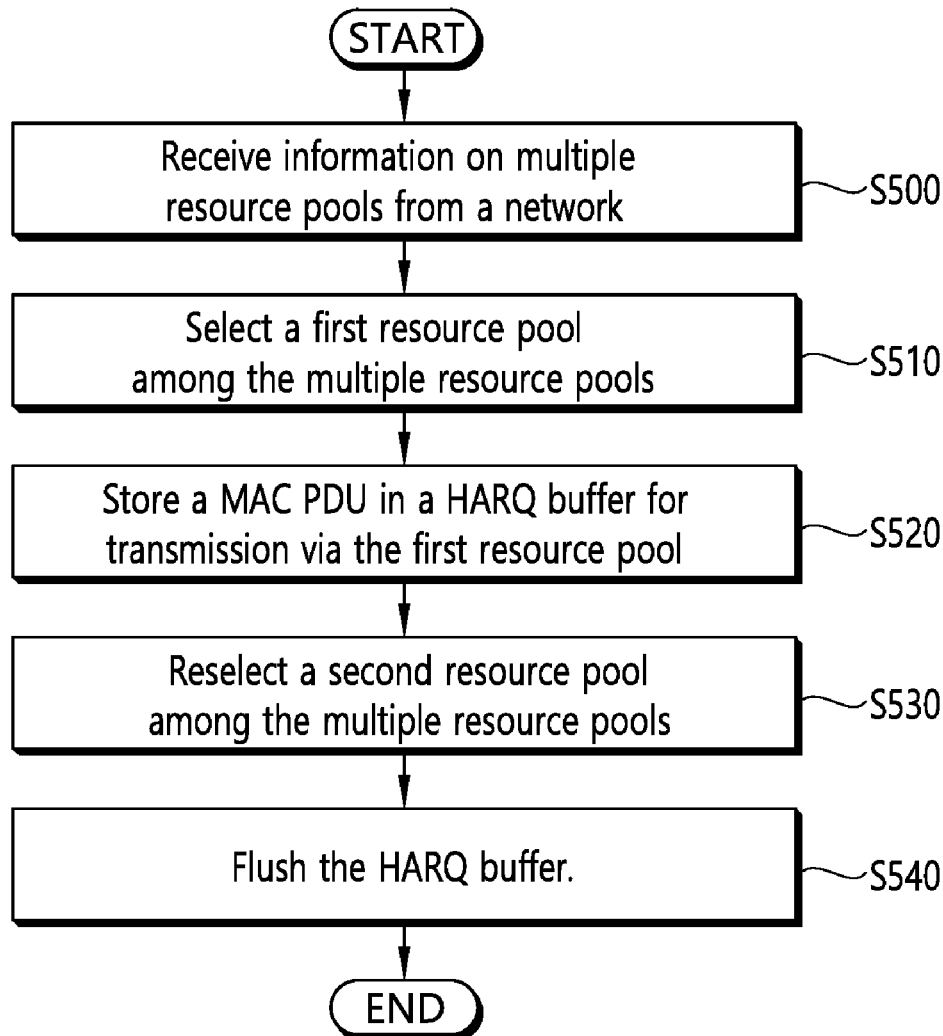 START
Receive information on multiple
resource pools from a network
S500
Select a first resource pool
among the multiple resource pools
S510
Store a MAC PDU in a HARQ buffer for
transmission via the first resource pool
S520
Reselect a second resource pool
among the multiple resource pools
S530
Flush the HARQ buffer.
S540
END